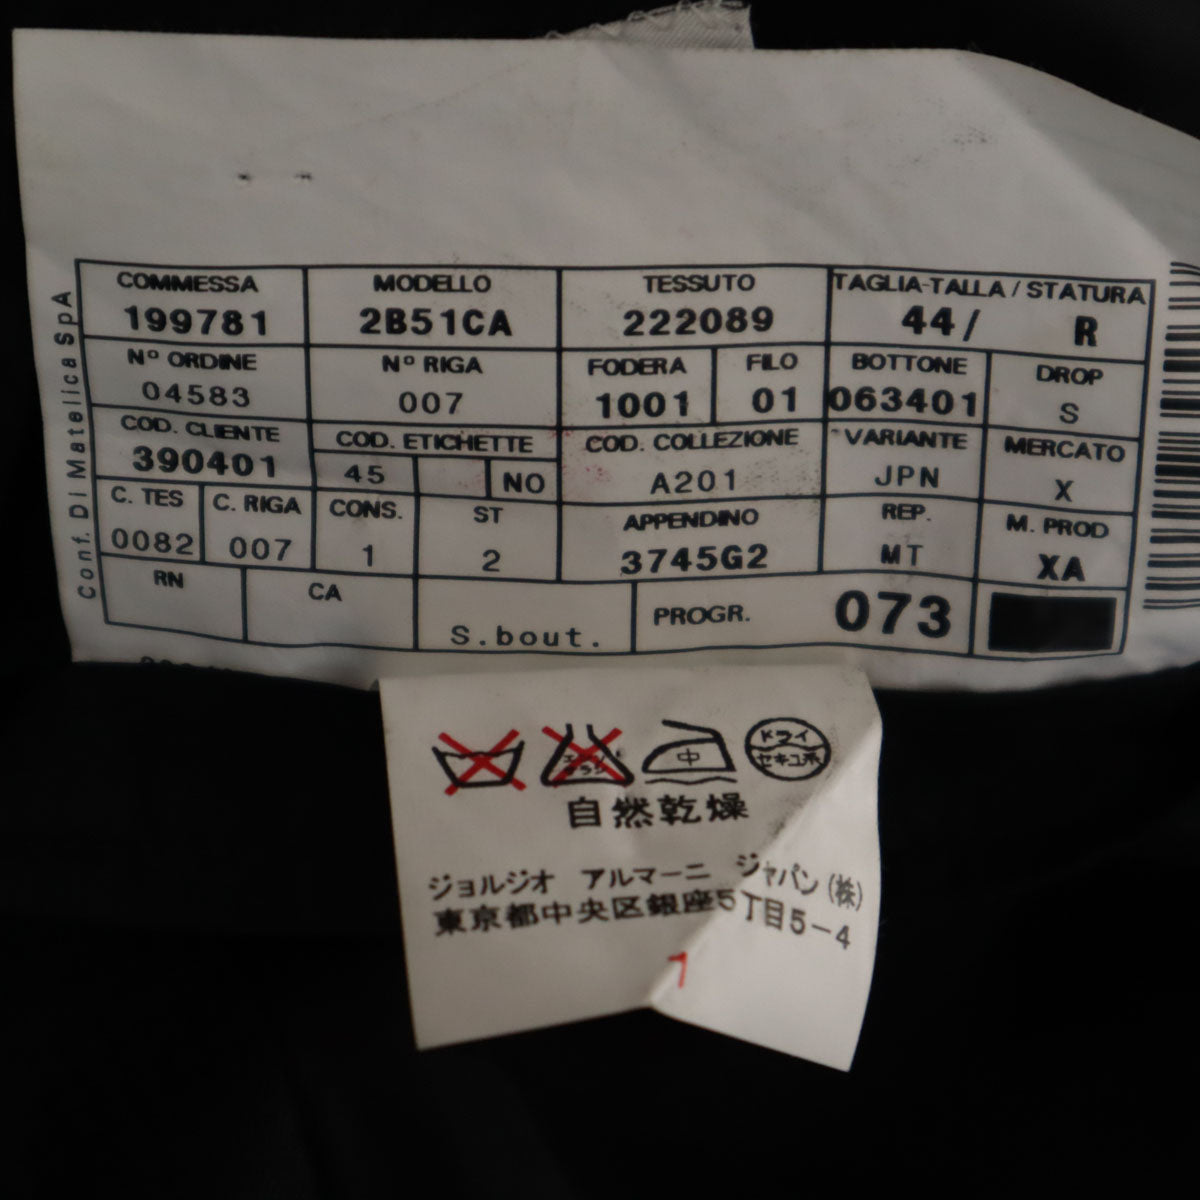 COMMESSA MODELLO TESSUTO TAGLIA-TALLA / STATURA
199781 2B51CA 222089 44/ R
Nº ORDINE Nº RIGA FODERA FILO BOTTONE DROP
04583 007 1001 01 063401 S
COD. CLIENTE COD. ETICHETTE COD. COLLEZIONE VARIANTE MERCATO
390401 45 NO A201 JPN X
C. TES C. RIGA CONS. ST APPENDINO REP. M. PROD
0082 007 1 2 3745G2 MT XA
RN CA S.bout. PROGR. 073
Conf. Di Matelica SpA
中 ドライ
セキユ系
自然乾燥
ジョルジオ アルマーニ ジャパン(株)
東京都中央区銀座5丁目5-4